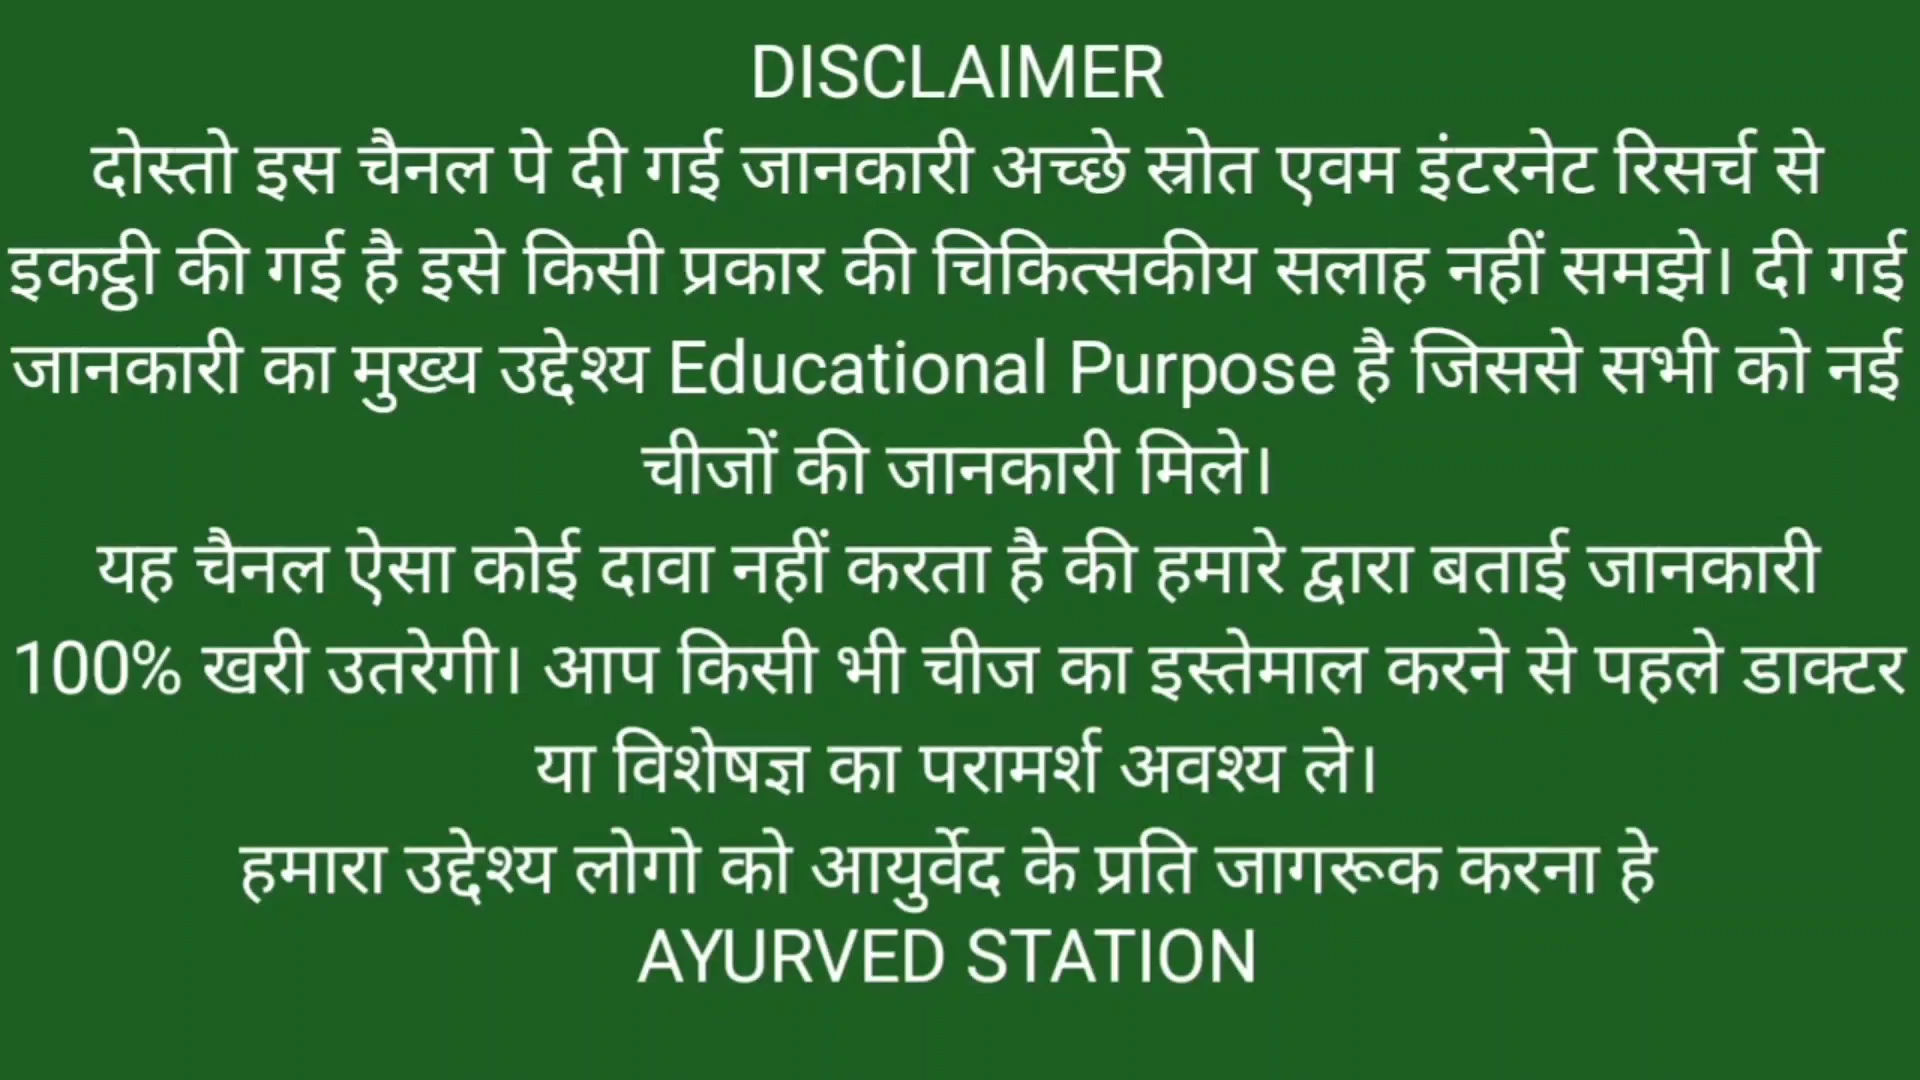 DISCLAIMER
दोस्तो इस चैनल पे दी गई जानकारी अच्छे स्रोत एवम इंटरनेट रिसर्च से
इकट्ठी की गई है इसे किसी प्रकार की चिकित्सकीय सलाह नहीं समझे। दी गई
जानकारी का मुख्य उद्देश्य Educational Purpose है जिससे सभी को नई
चीजों की जानकारी मिले।
यह चैनल ऐसा कोई दावा नहीं करता है की हमारे द्वारा बताई जानकारी
100% खरी उतरेगी। आप किसी भी चीज का इस्तेमाल करने से पहले डाक्टर
या विशेषज्ञ का परामर्श अवश्य ले।
हमारा उद्देश्य लोगो को आयुर्वेद के प्रति जागरूक करना हे
AYURVED STATION